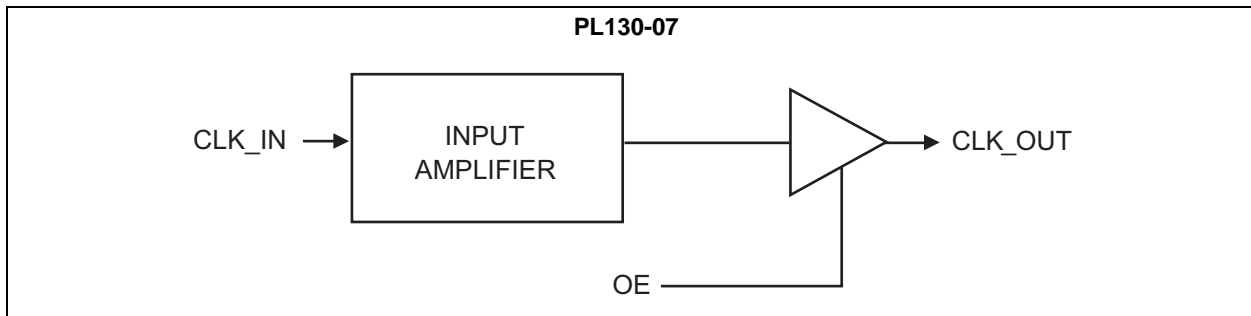 PL130-07
CLK_IN
INPUT
AMPLIFIER
CLK_OUT
OE